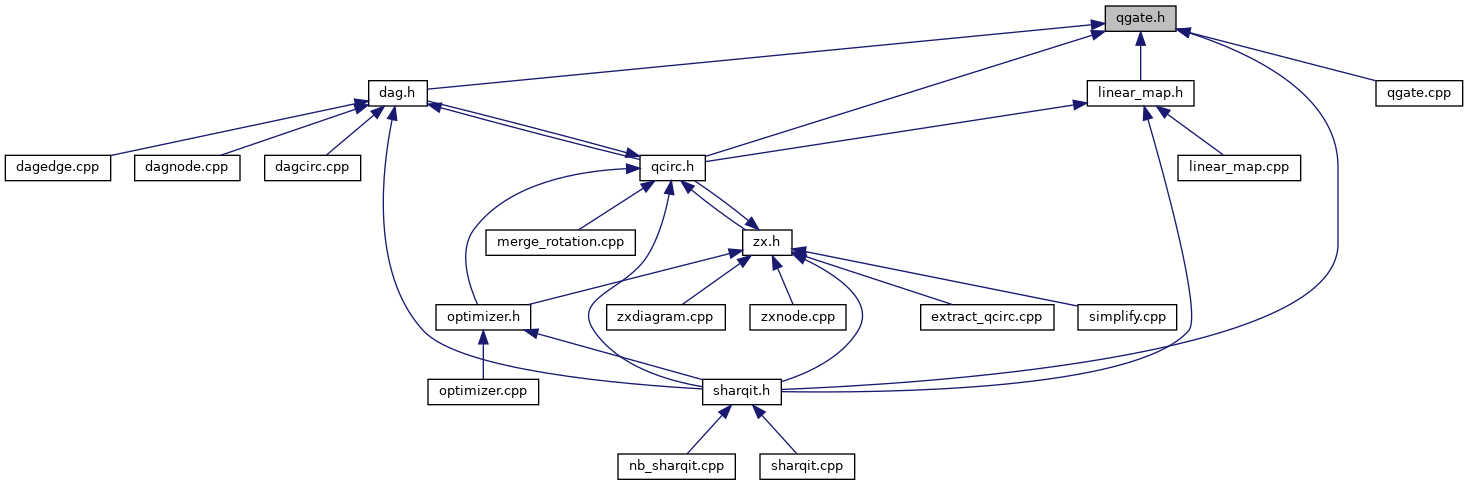 qgate.h
dag.h
linear_map.h
qgate.cpp
dagedge.cpp
dagnode.cpp
dagcirc.cpp
qcirc.h
linear_map.cpp
merge_rotation.cpp
zx.h
optimizer.h
zxdiagram.cpp
zxnode.cpp
extract_qcirc.cpp
simplify.cpp
optimizer.cpp
sharqit.h
nb_sharqit.cpp
sharqit.cpp